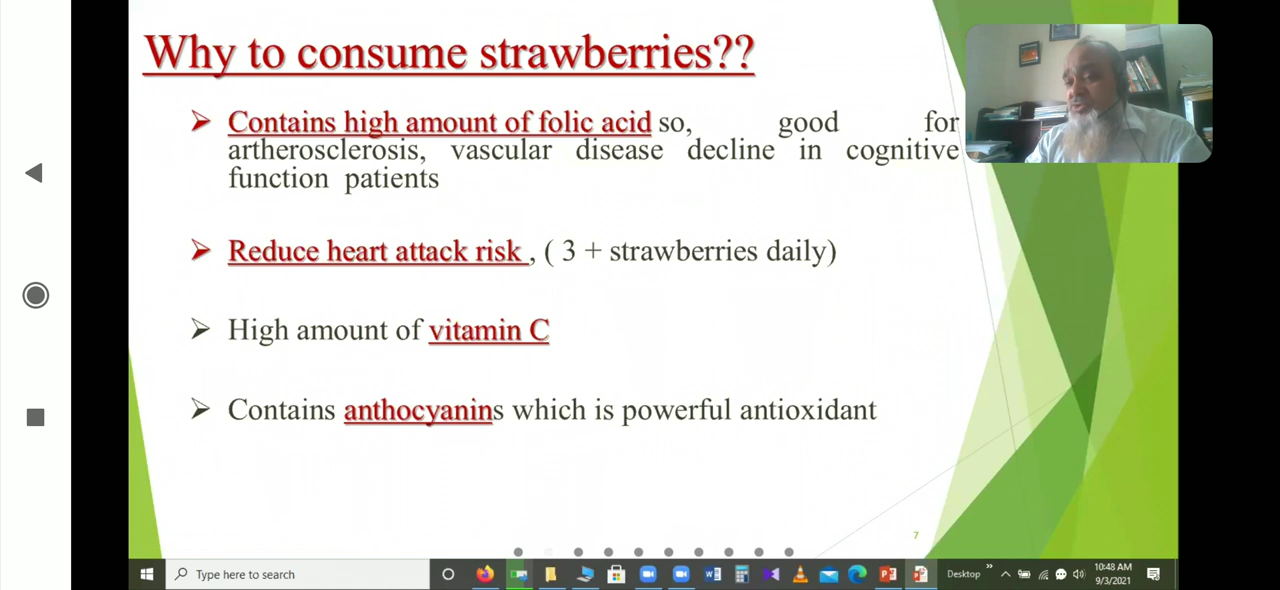 Why to consume strawberries??
➢ Contains high amount of folic acid so, good for
artherosclerosis, vascular disease decline in cognitive
function patients
➢ Reduce heart attack risk , ( 3 + strawberries daily)
➢ High amount of vitamin C
➢ Contains anthocyanins which is powerful antioxidant
7
Type here to search
Desktop
10:48 AM
9/3/2021